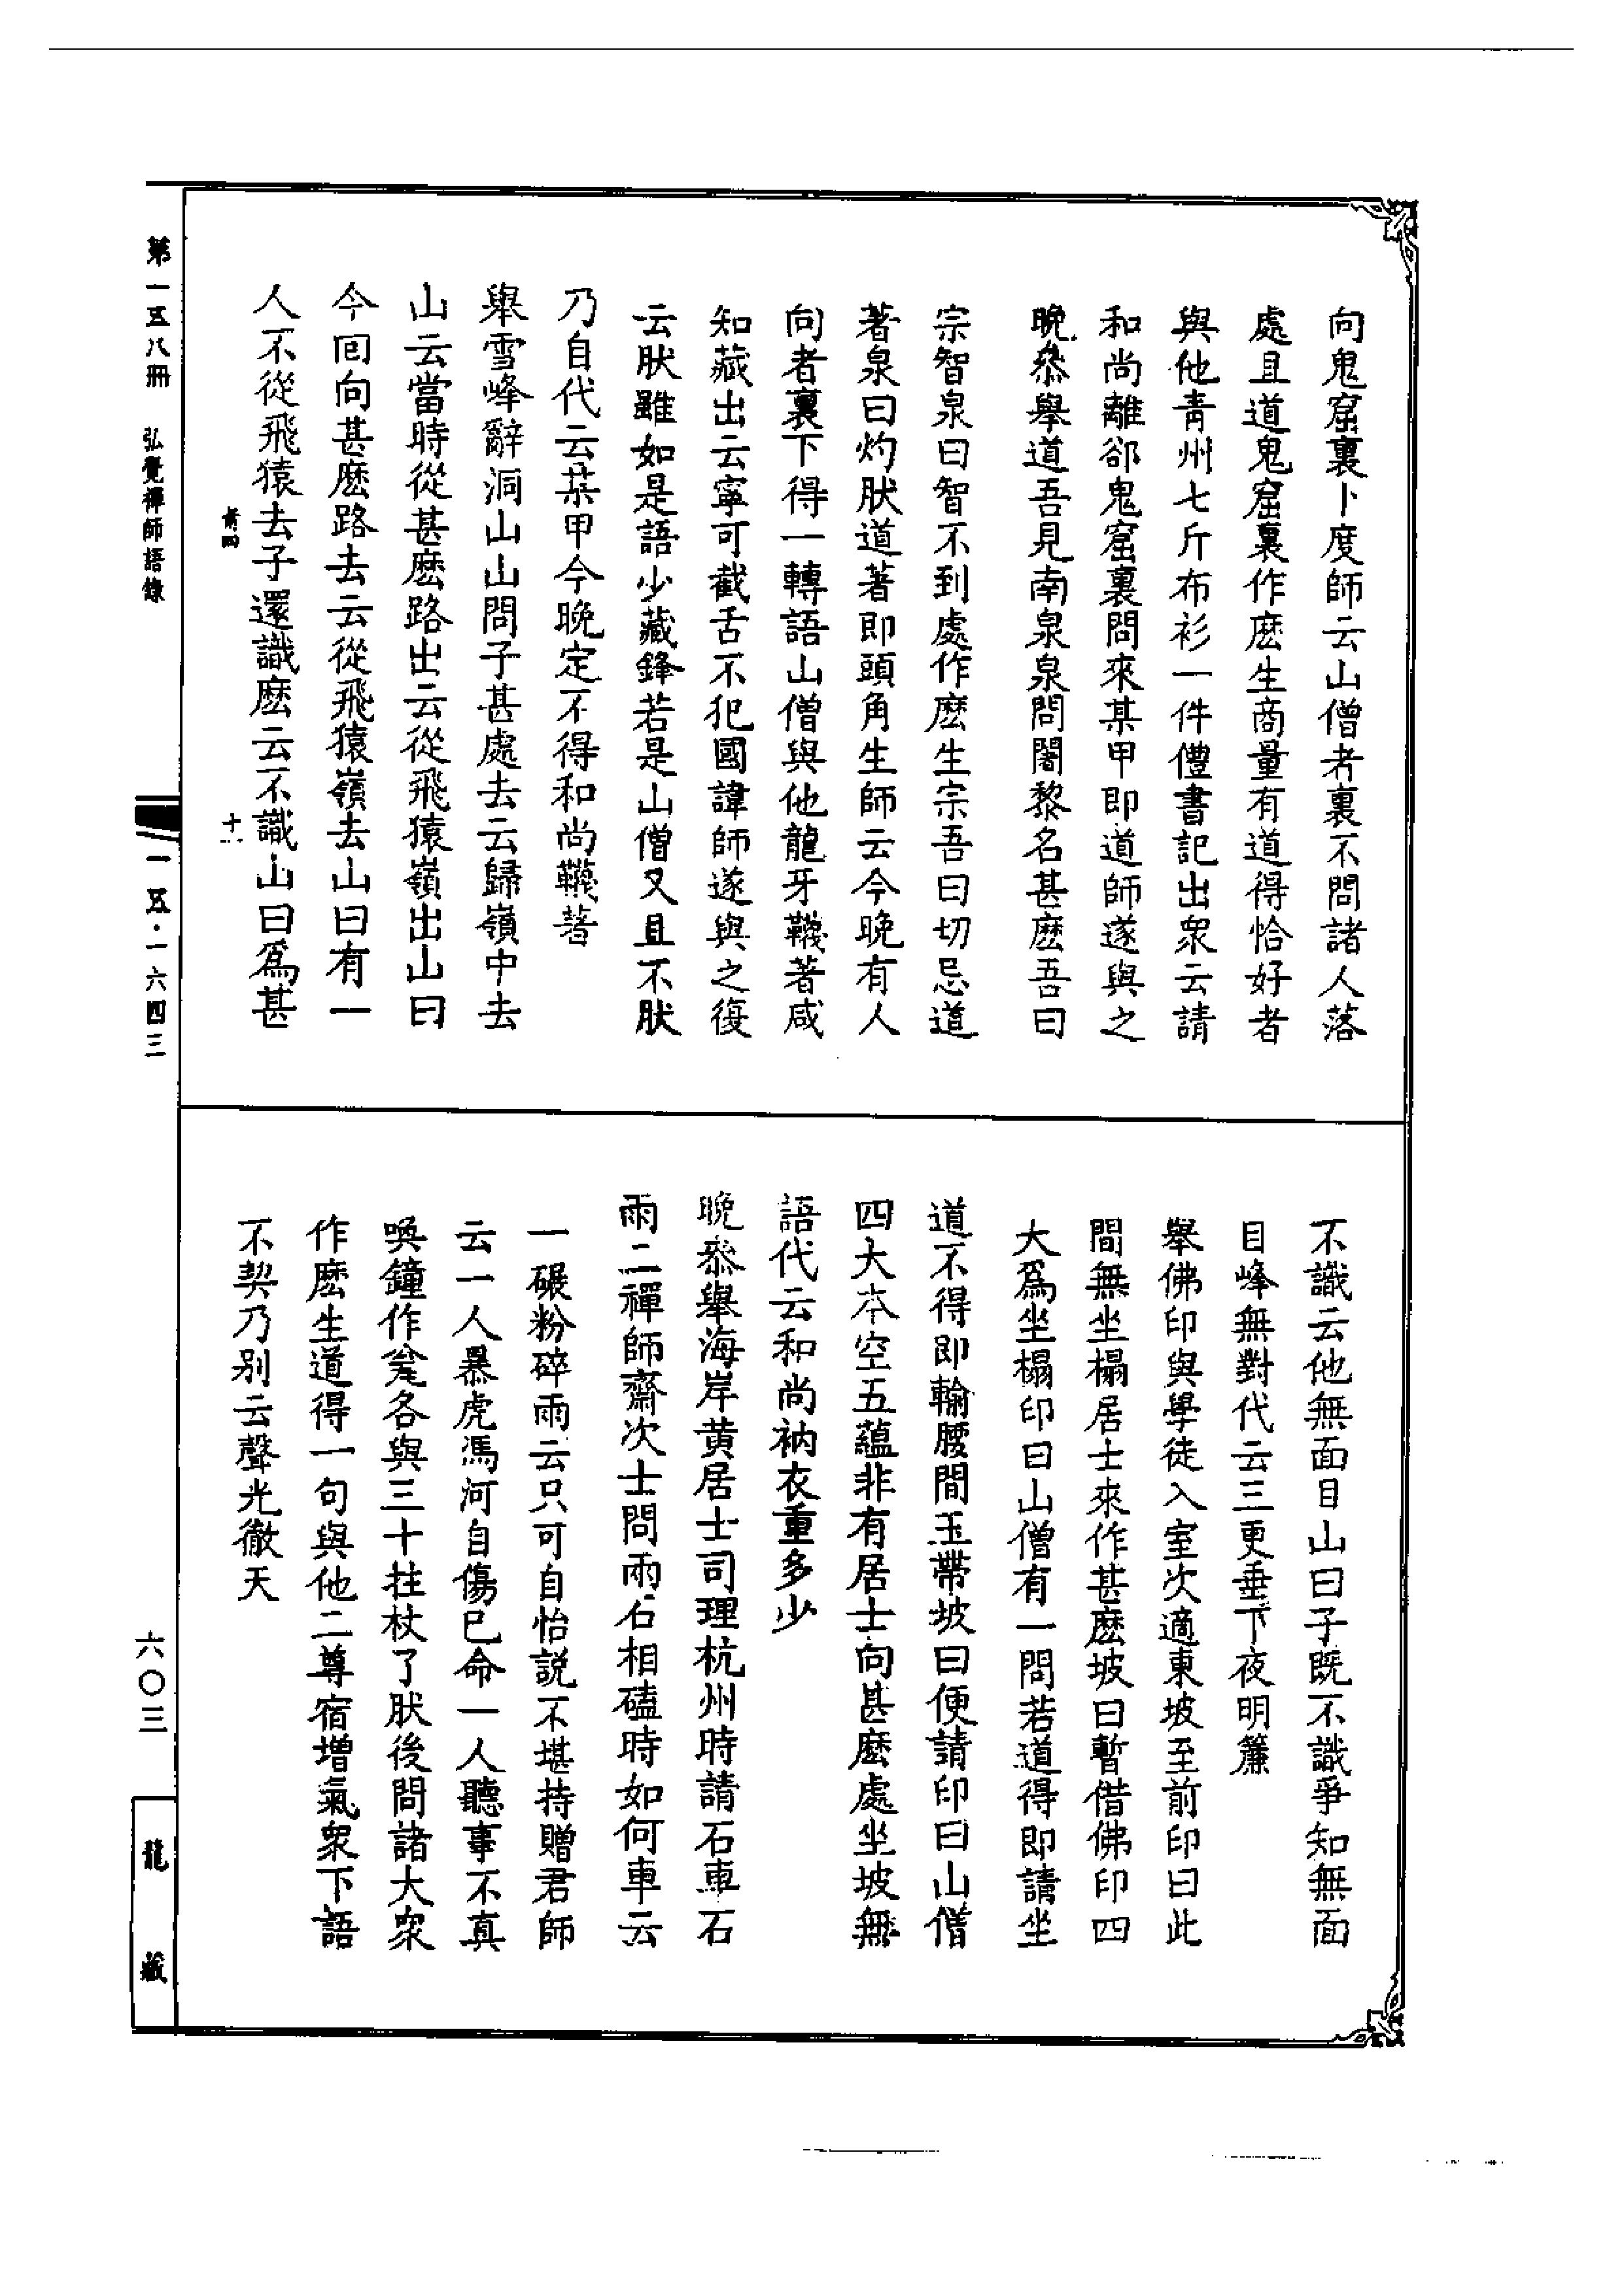 向鬼窟裏卜度師云山僧者裏不問諸人落
處且道鬼窟裏作麽生商量有道得恰好者
與他青州七斤布衫一件僼書記出衆云請
和尚離郤鬼窟裏問來某甲即道師遂與之
晚叅舉道吾見南泉泉問闍黎名甚麽吾曰
宗智泉曰智不到處作麽生宗吾曰切忌道
著泉曰灼肰道著即頭角生師云今晚有人
向者裏下得一轉語山僧與他龍牙韈著咸
知藏出云寧可截舌不犯國諱師遂與之復
云肰雖如是語少藏鋒若是山僧又且不肰
乃自代云某甲今晚定不得和尚韈著
舉雪峰辭洞山山問子甚處去云歸嶺中去
山云當時從甚麽路出云從飛猿嶺出山曰
今回向甚麽路去云從飛猿嶺去山曰有一
人不從飛猿去子還識麽云不識山曰爲甚
不識云他無面目山曰子既不識爭知無面
目峰無對代云三更垂下夜明簾
舉佛印與學徒入室次適東坡至前印曰此
間無坐榻居士來作甚麽坡曰暫借佛印四
大爲坐榻印曰山僧有一問若道得即請坐
道不得即輸腰間玉帶坡曰便請印曰山僧
四大本空五蘊非有居士向甚麽處坐坡無
語代云和尚衲衣重多少
晚叅舉海岸黄居士司理杭州時請石車石
雨二禪師齋次士問雨石相磕時如何車云
一碾粉碎雨云只可自怡説不堪持贈君師
云一人暴虎馮河自傷巳命一人聽事不真
喚鐘作瓮各與三十拄杖了肰後問諸大衆
作麽生道得一句與他二尊宿增氣衆下語
不契乃别云聲光徹天
第一五八冊 弘覺禪師語錄
十一
一五·一六四三
六〇三
龍藏